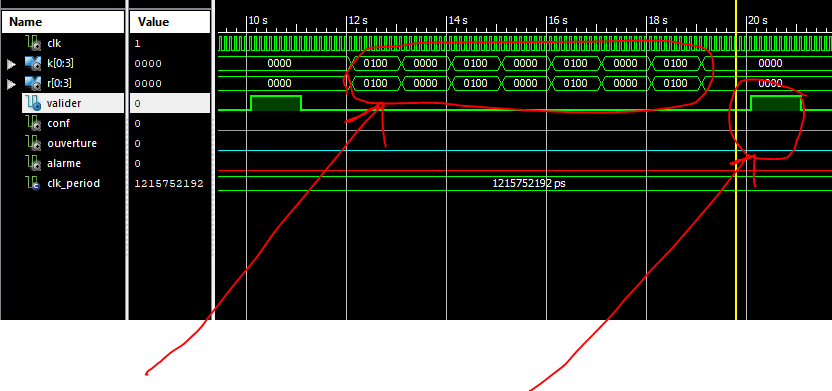 Name Value 10 s 12 s 14 s 16 s 18 s 20 s
clk 1
k[0:3] 0000 0000 0100 0000 0100 0000 0100 0000 0100 0000
r[0:3] 0000 0000 0100 0000 0100 0000 0100 0000 0100 0000
valider 0
conf 0
ouverture 0
alarme 0
clk_period 1215752192 1215752192 ps